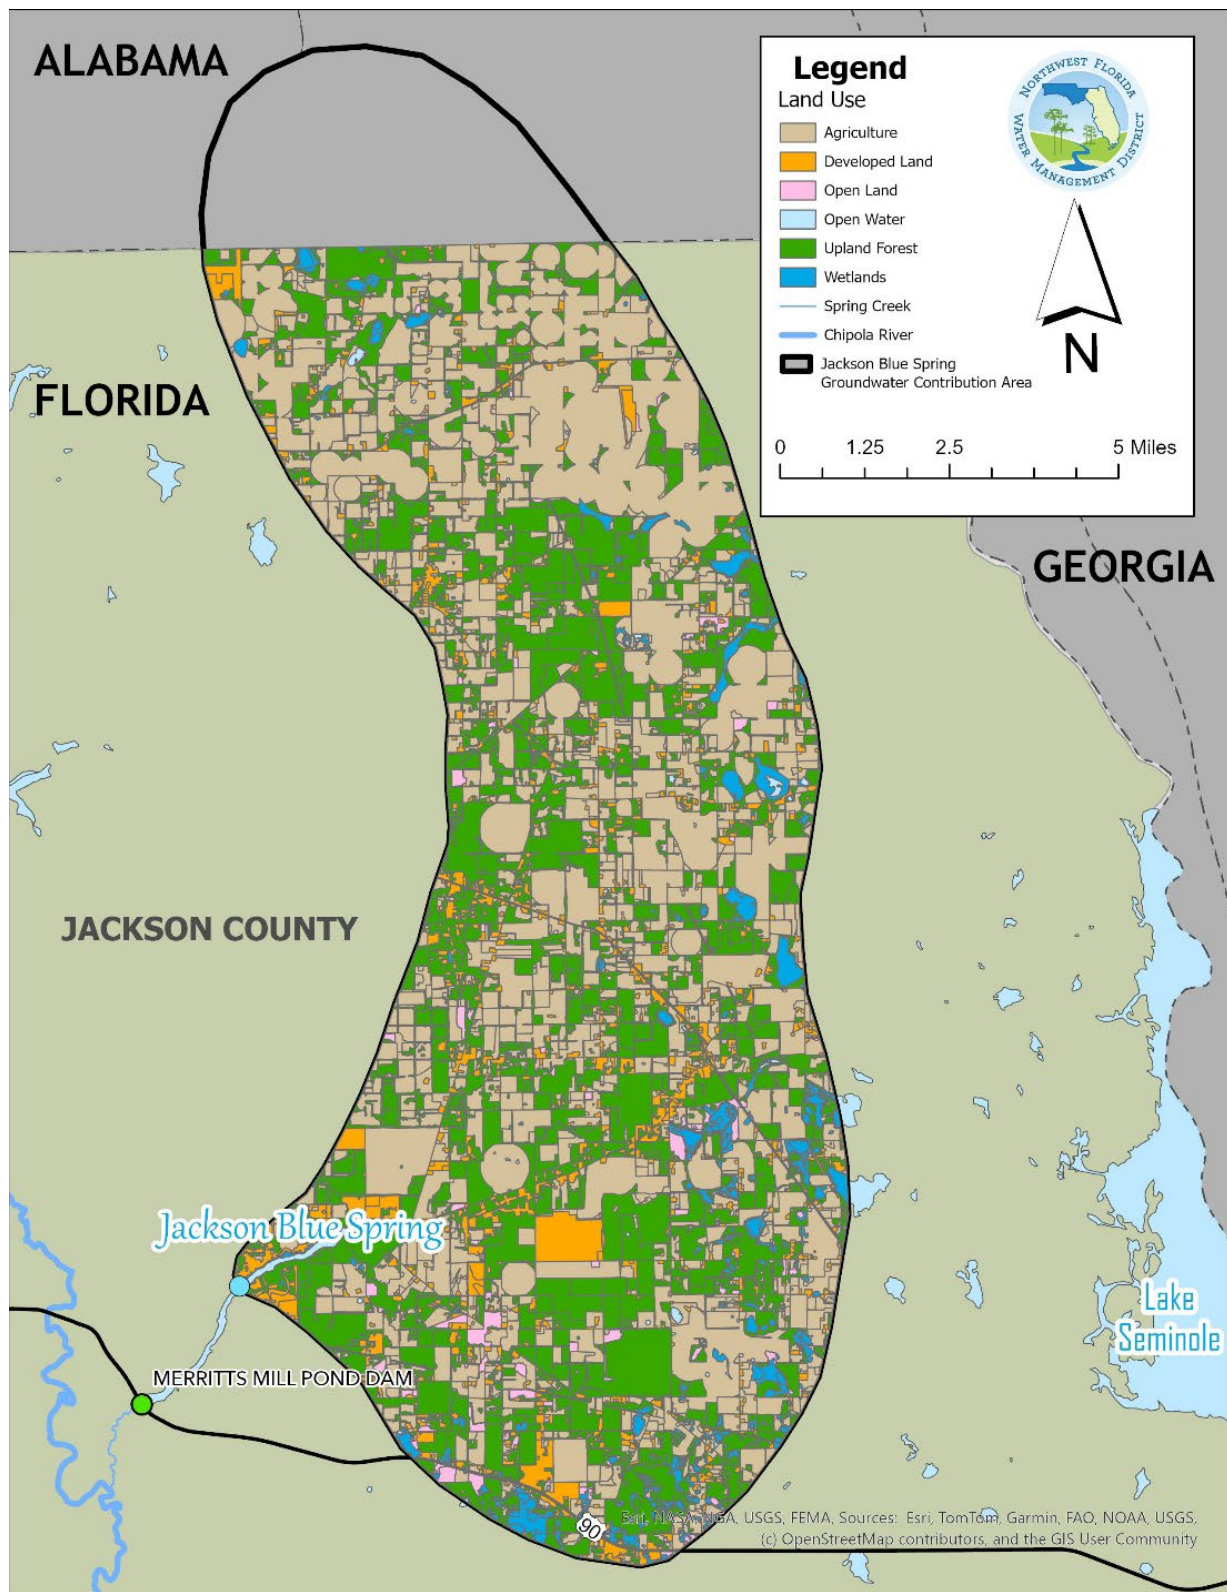 ALABAMA
Legend
Land Use
Agriculture
Developed Land
Open Land
Open Water
Upland Forest
Wetlands
Spring Creek
Chipola River
Jackson Blue Spring
Groundwater Contribution Area
NORTHWEST FLORIDA
WATER MANAGEMENT DISTRICT
N
0 1.25 2.5 5 Miles
FLORIDA
GEORGIA
JACKSON COUNTY
Jackson Blue Spring
Lake
Seminole
MERRITTS MILL POND DAM
90
Esri, NASA, NGA, USGS, FEMA, Sources: Esri, TomTom, Garmin, FAO, NOAA, USGS,
(c) OpenStreetMap contributors, and the GIS User Community